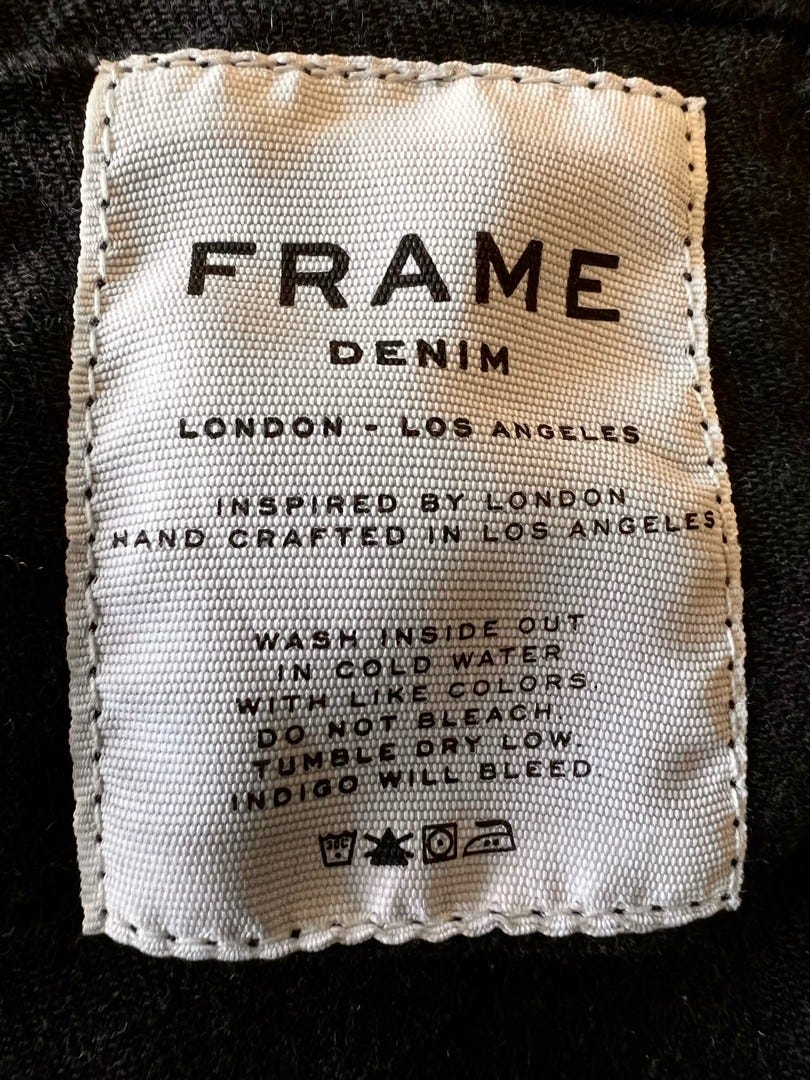 FRAME
DENIM
LONDON - LOS ANGELES
INSPIRED BY LONDON
HAND CRAFTED IN LOS ANGELES
WASH INSIDE OUT
IN COLD WATER
WITH LIKE COLORS.
DO NOT BLEACH.
TUMBLE DRY LOW.
INDIGO WILL BLEED.
30C